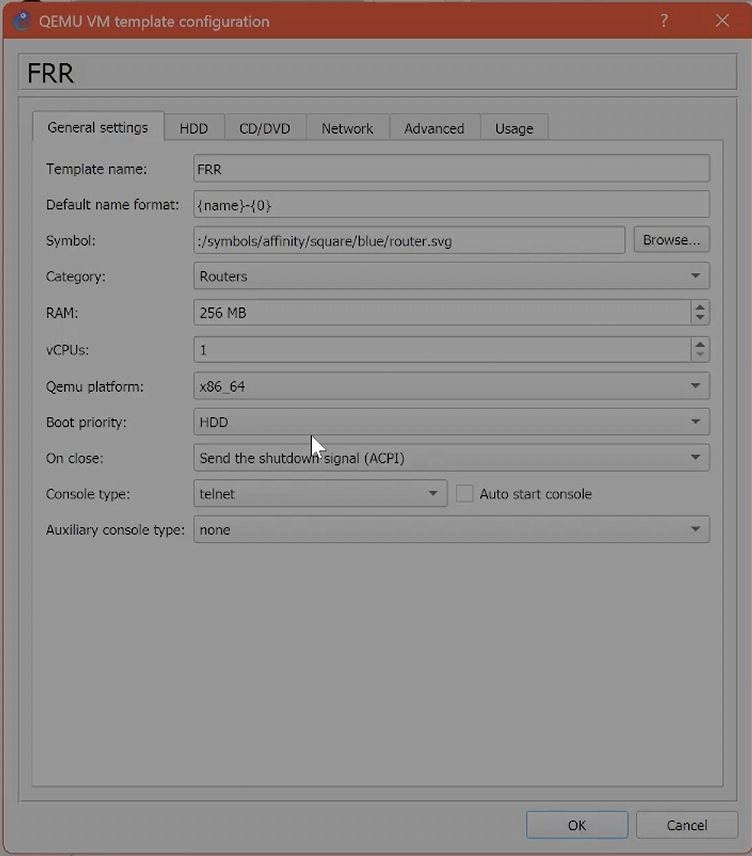 QEMU VM template configuration ?
FRR
General settings HDD CD/DVD Network Advanced Usage
Template name: FRR
Default name format: {name}-{0}
Symbol: :/symbols/affinity/square/blue/router.svg Browse...
Category: Routers
RAM: 256 MB
vCPUs: 1
Qemu platform: x86_64
Boot priority: HDD
On close: Send the shutdown signal (ACPI)
Console type: telnet Auto start console
Auxiliary console type: none
OK Cancel